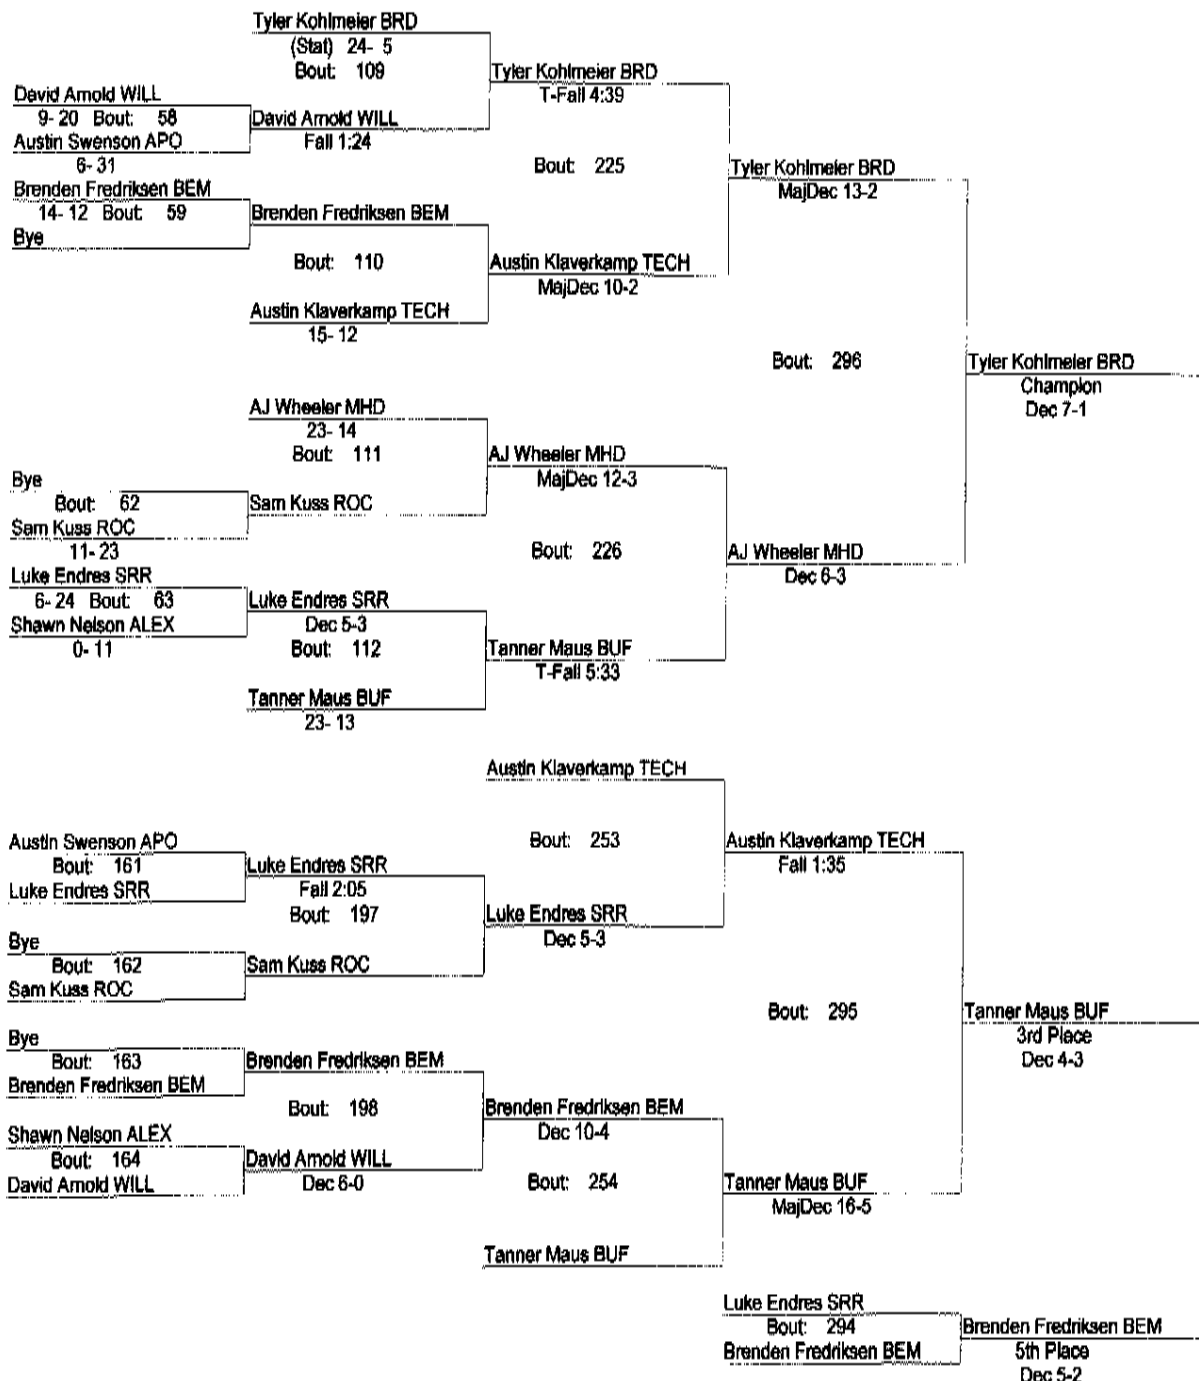 Tyler Kohlmeier BRD
(Stat) 24- 5
Bout: 109
Tyler Kohlmeier BRD
T-Fall 4:39
David Arnold WILL
9- 20 Bout: 58
David Arnold WILL
Fall 1:24
Austin Swenson APO
6- 31
Bout: 225
Tyler Kohlmeier BRD
MajDec 13-2
Brenden Fredriksen BEM
14- 12 Bout: 59
Brenden Fredriksen BEM
Bye
Bout: 110
Austin Klaverkamp TECH
MajDec 10-2
Austin Klaverkamp TECH
15- 12
Bout: 296
Tyler Kohlmeier BRD
Champion
Dec 7-1
AJ Wheeler MHD
23- 14
Bout: 111
AJ Wheeler MHD
MajDec 12-3
Bye
Bout: 62
Sam Kuss ROC
Sam Kuss ROC
11- 23
Bout: 226
AJ Wheeler MHD
Dec 6-3
Luke Endres SRR
6- 24 Bout: 63
Luke Endres SRR
Dec 5-3
Shawn Nelson ALEX
0- 11
Bout: 112
Tanner Maus BUF
T-Fall 5:33
Tanner Maus BUF
23- 13
Austin Klaverkamp TECH
Bout: 253
Austin Klaverkamp TECH
Fall 1:35
Austin Swenson APO
Bout: 161
Luke Endres SRR
Luke Endres SRR
Fall 2:05
Bout: 197
Luke Endres SRR
Dec 5-3
Bye
Bout: 162
Sam Kuss ROC
Sam Kuss ROC
Bout: 295
Tanner Maus BUF
3rd Place
Dec 4-3
Bye
Bout: 163
Brenden Fredriksen BEM
Brenden Fredriksen BEM
Bout: 198
Brenden Fredriksen BEM
Dec 10-4
Shawn Nelson ALEX
Bout: 164
David Arnold WILL
David Arnold WILL
Dec 6-0
Bout: 254
Tanner Maus BUF
MajDec 16-5
Tanner Maus BUF
Luke Endres SRR
Bout: 294
Brenden Fredriksen BEM
Brenden Fredriksen BEM
5th Place
Dec 5-2